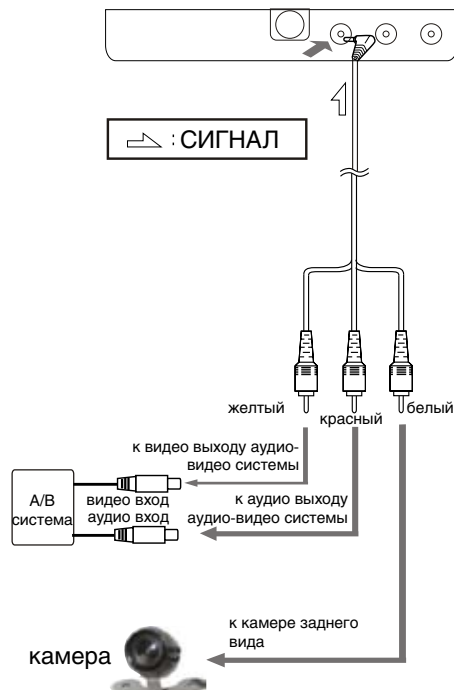 : СИГНАЛ
желтый
красный
белый
к видео выходу аудио-
видео системы
А/В
система
видео вход
аудио вход
к аудио выходу
аудио-видео системы
к камере заднего
вида
камера